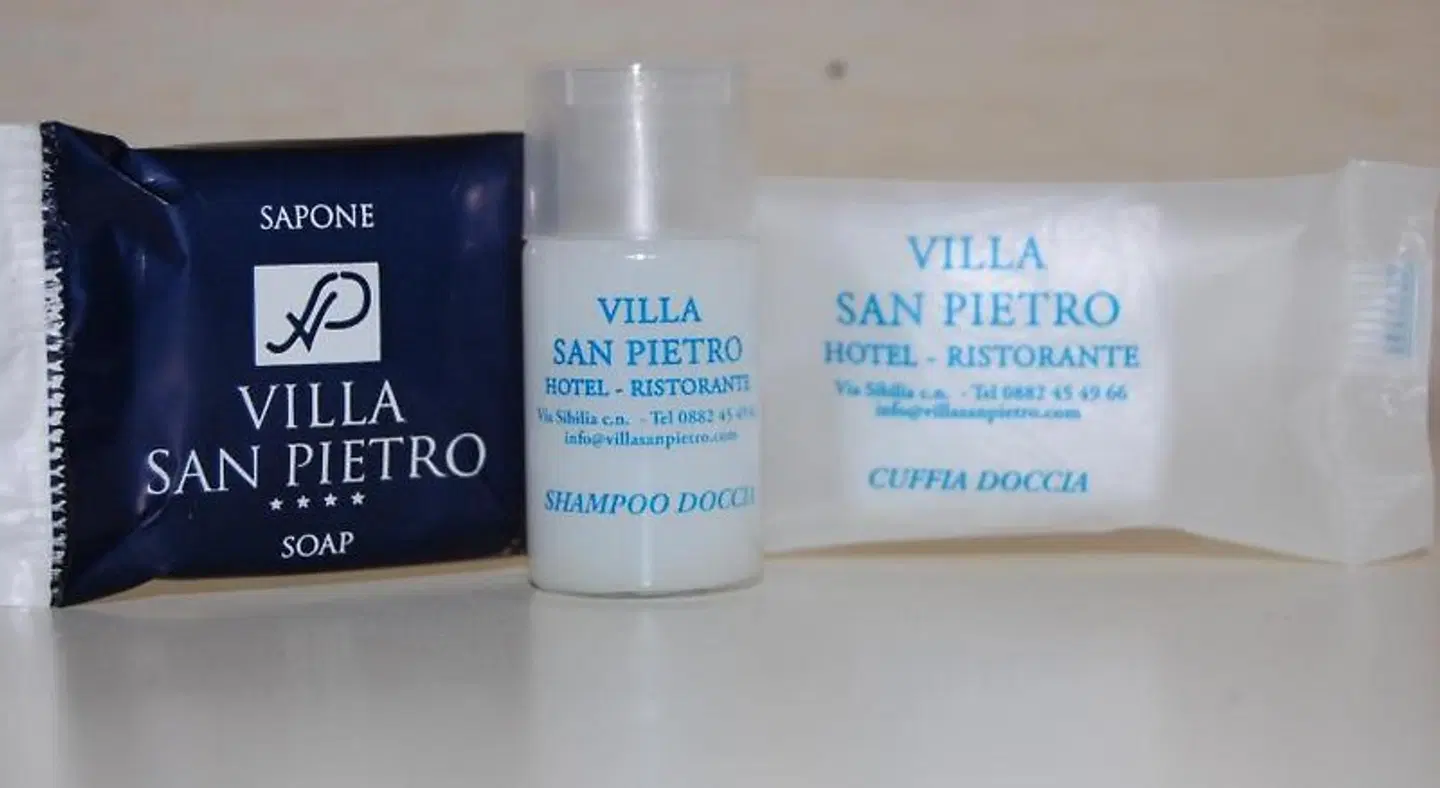 SAPONE
VILLA
SAN PIETRO
SOAP
VILLA
SAN PIETRO
HOTEL - RISTORANTE
Via Sibilia c.n. - Tel 0882 45 49
info@villasanpietro.com
SHAMPOO DOCCIA
VILLA
SAN PIETRO
HOTEL - RISTORANTE
Via Sibilia c.n. - Tel 0882 45 49 66
info@villasanpietro.com
CUFFIA DOCCIA